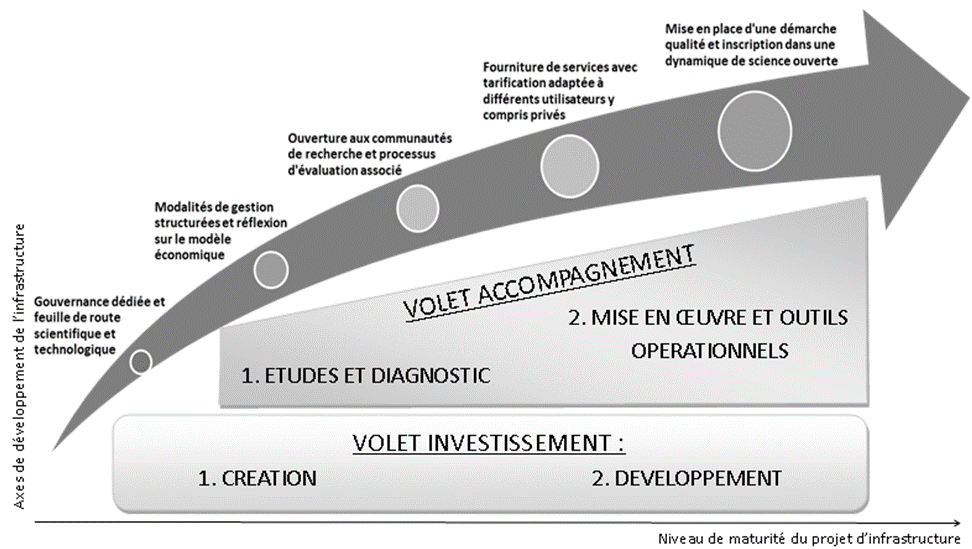 Mise en place d'une démarche
qualité et inscription dans une
dynamique de science ouverte
Fourniture de services avec
tarification adaptée à
différents utilisateurs y
compris privés
Ouverture aux communautés
de recherche et processus
d'évaluation associé
Modalités de gestion
structurées et réflexion
sur le modèle
économique
Gouvernance dédiée et
feuille de route
scientifique et
technologique
VOLET ACCOMPAGNEMENT
1. ETUDES ET DIAGNOSTIC
2. MISE EN ŒUVRE ET OUTILS
OPERATIONNELS
VOLET INVESTISSEMENT :
1. CREATION
2. DEVELOPPEMENT
Axes de développement de l'infrastructure
Niveau de maturité du projet d'infrastructure